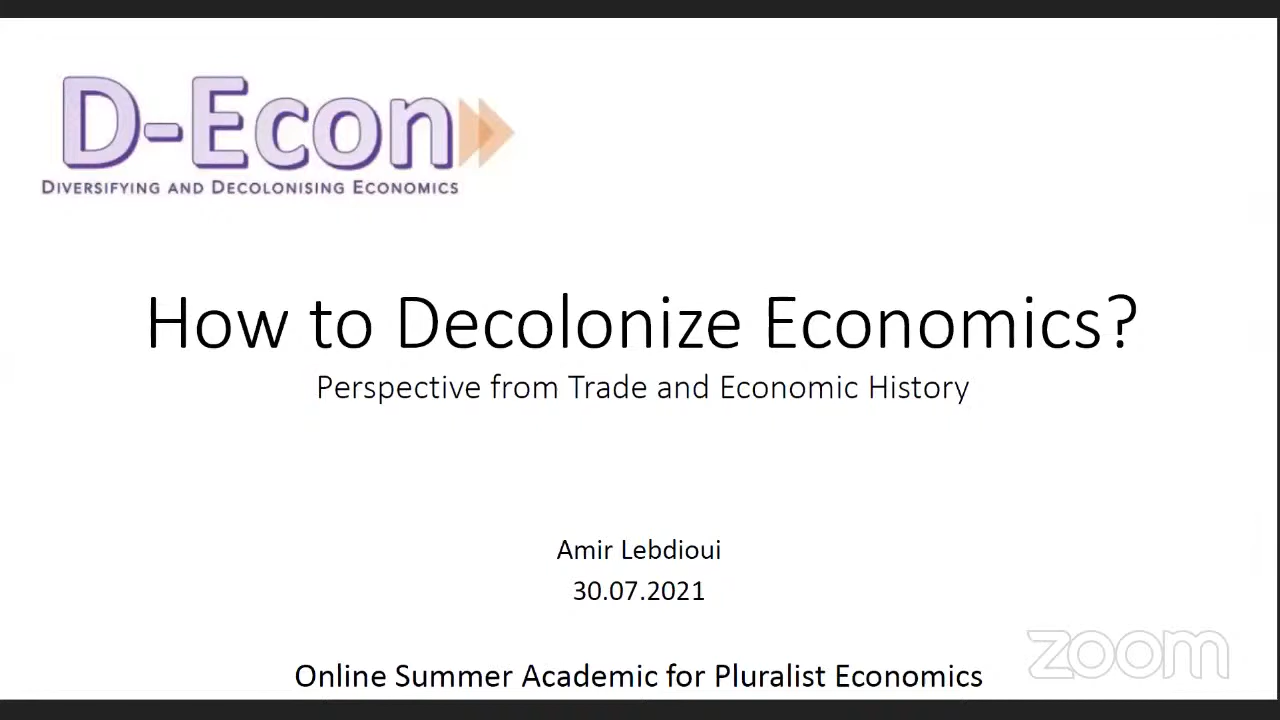 D-Econ
DIVERSIFYING AND DECOLONISING ECONOMICS
How to Decolonize Economics?
Perspective from Trade and Economic History
Amir Lebdioui
30.07.2021
Online Summer Academic for Pluralist Economics
zoom